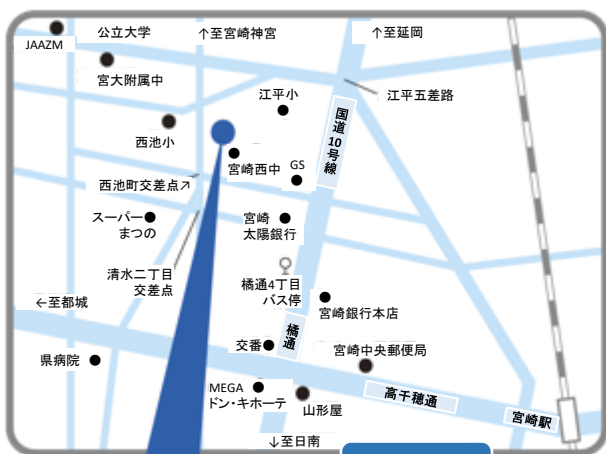 公立大学
↑至宮崎神宮
↑至延岡
JAAZM
宮大附属中
江平小
江平五差路
国道10号線
西池小
宮崎西中
GS
西池町交差点↗
スーパー
まつの
宮崎
太陽銀行
清水二丁目
交差点
橘通4丁目
バス停
←至都城
宮崎銀行本店
橘通
交番
宮崎中央郵便局
県病院
MEGA
ドン・キホーテ
山形屋
高千穂通
宮崎駅
↓至日南